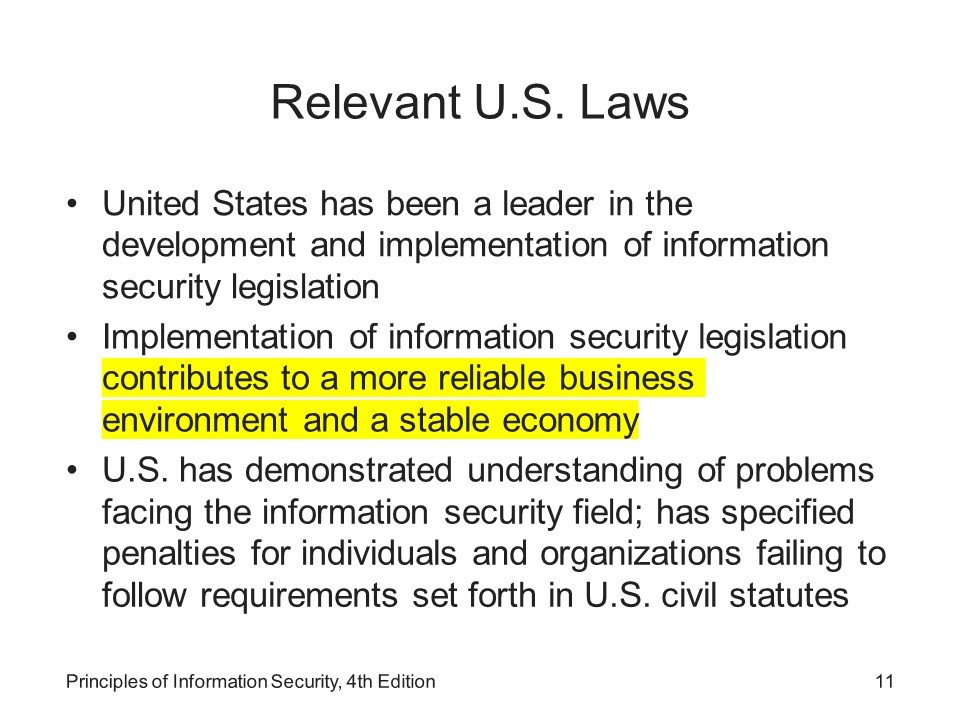 Relevant U.S. Laws
• United States has been a leader in the
development and implementation of information
security legislation
• Implementation of information security legislation
contributes to a more reliable business
environment and a stable economy
• U.S. has demonstrated understanding of problems
facing the information security field; has specified
penalties for individuals and organizations failing to
follow requirements set forth in U.S. civil statutes
Principles of Information Security, 4th Edition 11